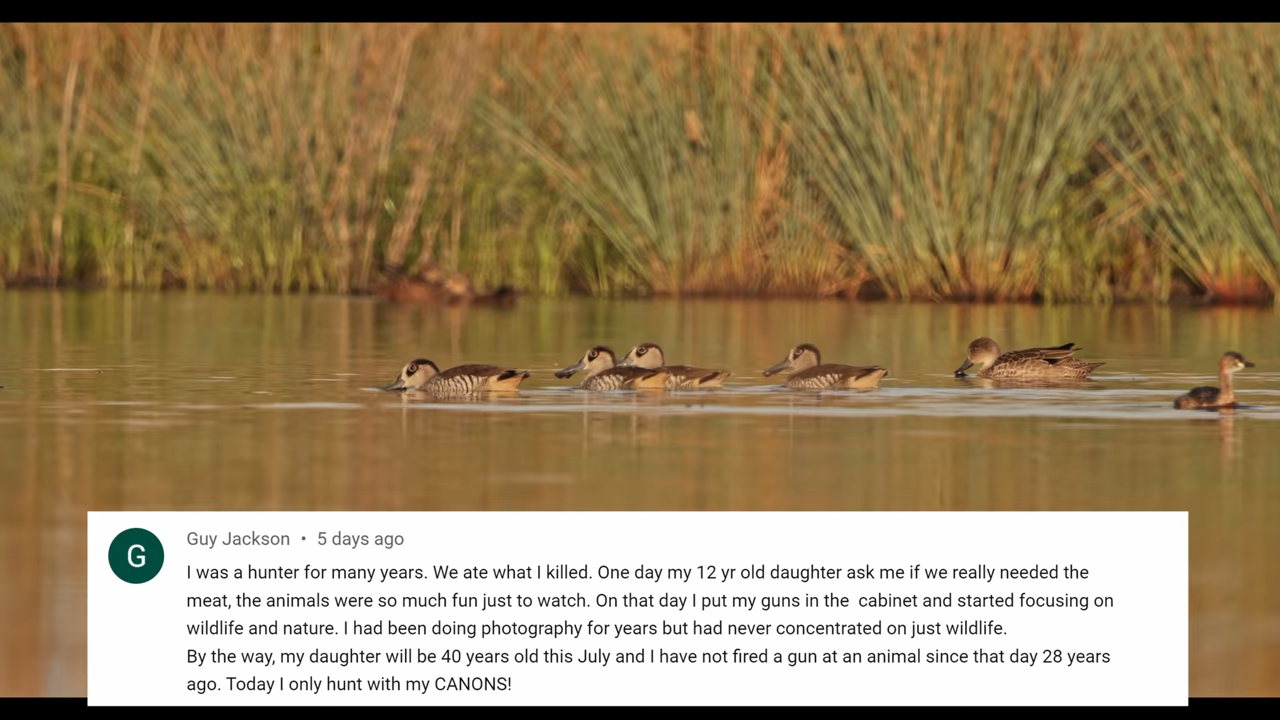 G
Guy Jackson • 5 days ago
I was a hunter for many years. We ate what I killed. One day my 12 yr old daughter ask me if we really needed the
meat, the animals were so much fun just to watch. On that day I put my guns in the  cabinet and started focusing on
wildlife and nature. I had been doing photography for years but had never concentrated on just wildlife.
By the way, my daughter will be 40 years old this July and I have not fired a gun at an animal since that day 28 years
ago. Today I only hunt with my CANONS!